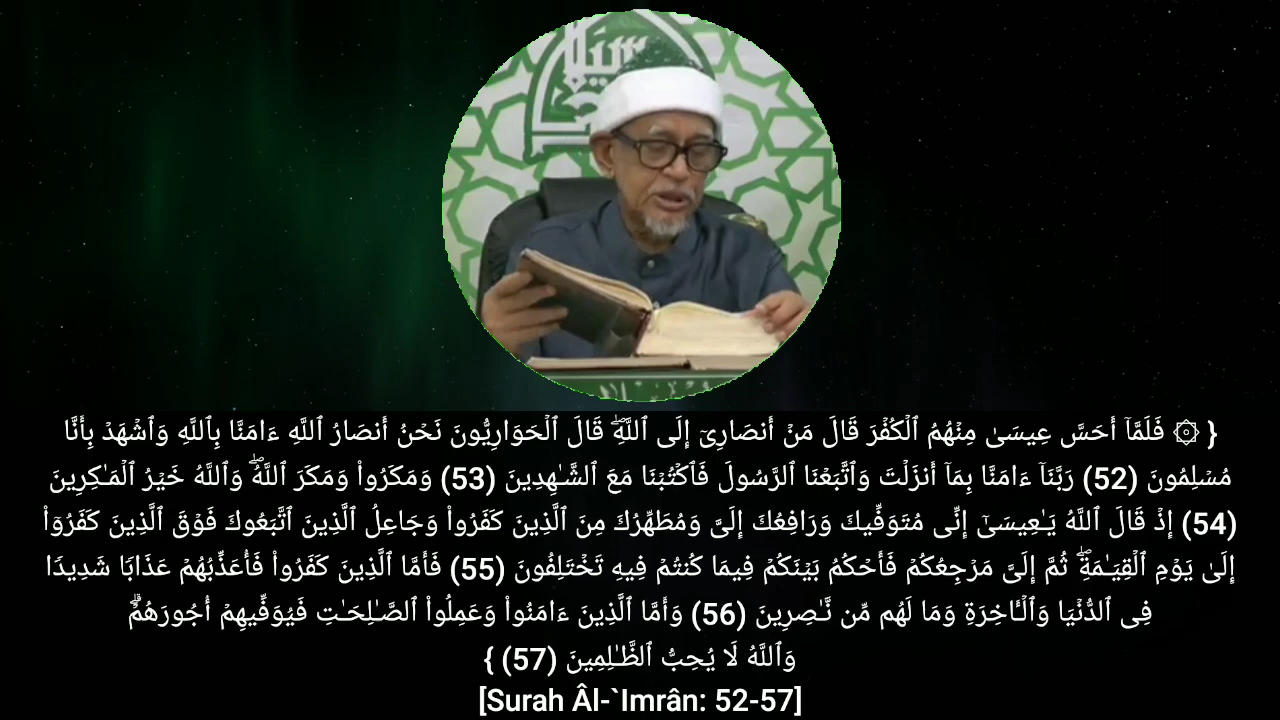 { ۞ فَلَمَّآ أَحَسَّ عِيسَىٰ مِنۡهُمُ ٱلۡكُفۡرَ قَالَ مَنۡ أَنصَارِىٓ إِلَى ٱللَّهِۖ قَالَ ٱلۡحَوَارِيُّونَ نَحۡنُ أَنصَارُ ٱللَّهِ ءَامَنَّا بِٱللَّهِ وَٱشۡهَدۡ بِأَنَّا
مُسۡلِمُونَ (52) رَبَّنَآ ءَامَنَّا بِمَآ أَنزَلۡتَ وَٱتَّبَعۡنَا ٱلرَّسُولَ فَٱكۡتُبۡنَا مَعَ ٱلشَّـٰهِدِينَ (53) وَمَكَرُواْ وَمَكَرَ ٱللَّهُۖ وَٱللَّهُ خَيۡرُ ٱلۡمَـٰكِرِينَ
(54) إِذۡ قَالَ ٱللَّهُ يَـٰعِيسَىٰٓ إِنِّى مُتَوَفِّيكَ وَرَافِعُكَ إِلَىَّ وَمُطَهِّرُكَ مِنَ ٱلَّذِينَ كَفَرُواْ وَجَاعِلُ ٱلَّذِينَ ٱتَّبَعُوكَ فَوۡقَ ٱلَّذِينَ كَفَرُوٓاْ
إِلَىٰ يَوۡمِ ٱلۡقِيَـٰمَةِۖ ثُمَّ إِلَىَّ مَرۡجِعُكُمۡ فَأَحۡكُمُ بَيۡنَكُمۡ فِيمَا كُنتُمۡ فِيهِ تَخۡتَلِفُونَ (55) فَأَمَّا ٱلَّذِينَ كَفَرُواْ فَأُعَذِّبُهُمۡ عَذَابًا شَدِيدًا
فِى ٱلدُّنۡيَا وَٱلۡـَٔاخِرَةِ وَمَا لَهُم مِّن نَّـٰصِرِينَ (56) وَأَمَّا ٱلَّذِينَ ءَامَنُواْ وَعَمِلُواْ ٱلصَّـٰلِحَـٰتِ فَيُوَفِّيهِمۡ أُجُورَهُمۡۗ
وَٱللَّهُ لَا يُحِبُّ ٱلظَّـٰلِمِينَ (57) }
[Surah Âl-`Imrân: 52-57]